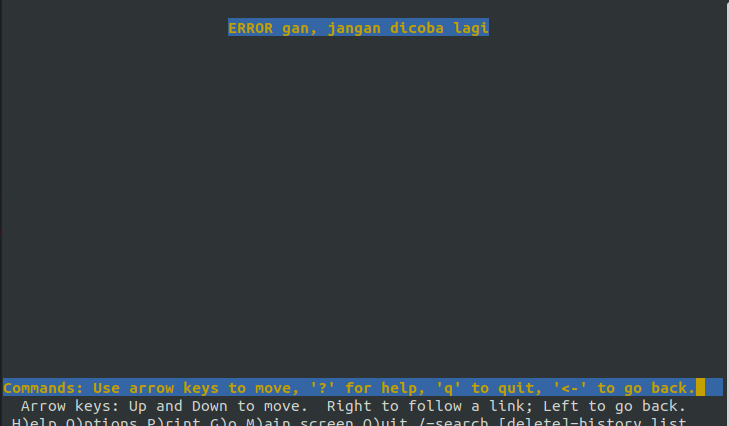 ERROR gan, jangan dicoba lagi
Commands: Use arrow keys to move, '?' for help, 'q' to quit, '<-' to go back.
Arrow keys: Up and Down to move.  Right to follow a link; Left to go back.
H)elp O)ptions P)rint G)o M)ain screen Q)uit /=search [delete]=history list